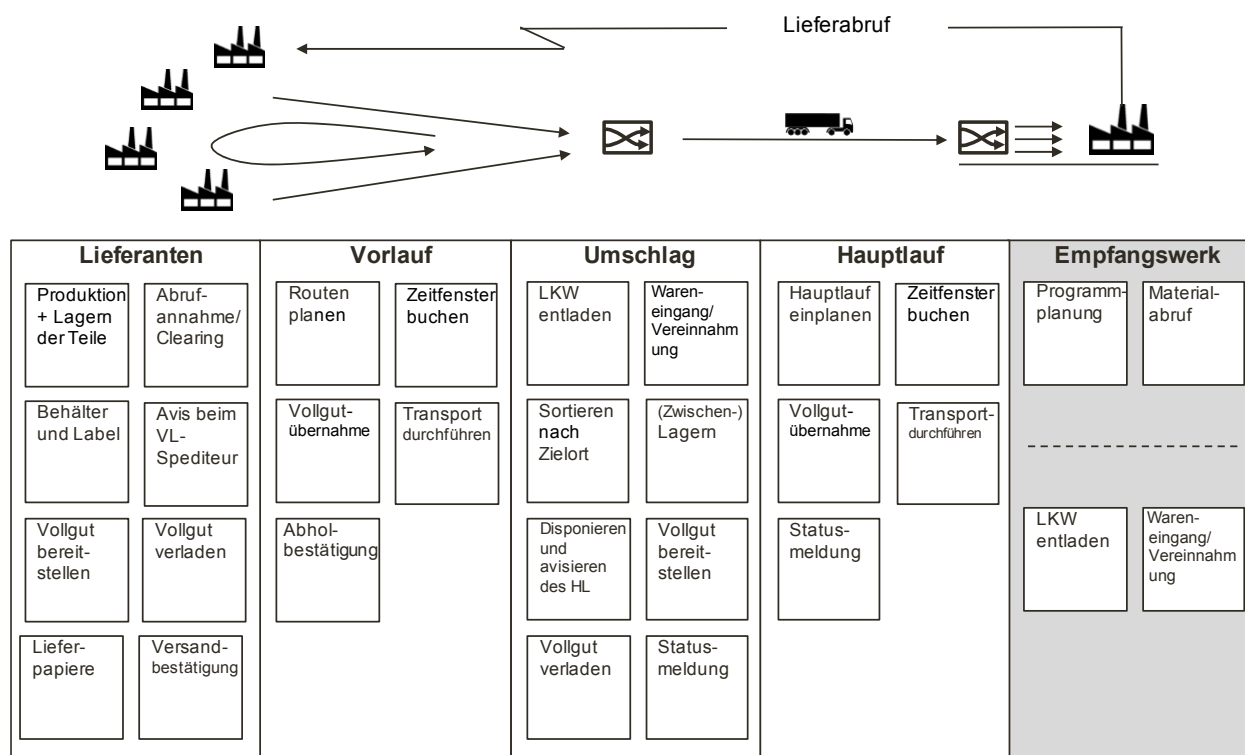 Lieferabruf
Lieferanten
Produktion
+ Lagern
der Teile
Abruf-
annahme/
Clearing
Behälter
und Label
Avis beim
VL-
Spediteur
Vollgut
bereit-
stellen
Vollgut
verladen
Liefer-
papiere
Versand-
bestätigung
Vorlauf
Routen
planen
Zeitfenster
buchen
Vollgut-
übernahme
Transport
durchführen
Abhol-
bestätigung
Umschlag
LKW
entladen
Waren-
eingang/
Vereinnahm
ung
Sortieren
nach
Zielort
(Zwischen-)
Lagern
Disponieren
und
avisieren
des HL
Vollgut
bereit-
stellen
Vollgut
verladen
Status-
meldung
Hauptlauf
Hauptlauf
einplanen
Zeitfenster
buchen
Vollgut-
übernahme
Transport-
durchführen
Status-
meldung
Empfangswerk
Programm-
planung
Material-
abruf
LKW
entladen
Waren-
eingang/
Vereinnahm
ung